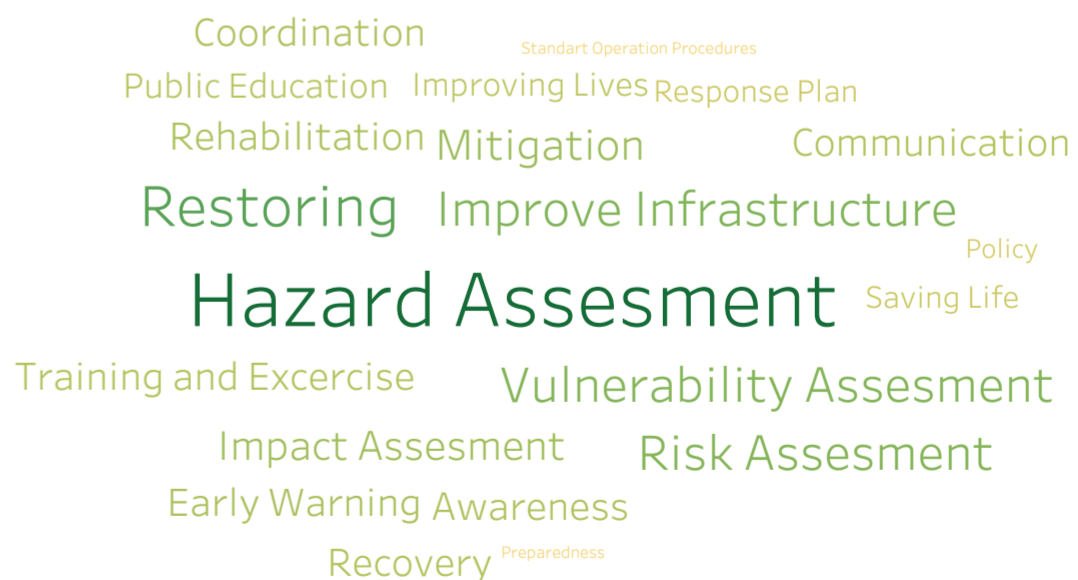 Coordination
Standart Operation Procedures
Public Education
Improving Lives
Response Plan
Rehabilitation
Mitigation
Communication
Restoring
Improve Infrastructure
Policy
Hazard Assesment
Saving Life
Training and Excercise
Vulnerability Assesment
Impact Assesment
Risk Assesment
Early Warning
Awareness
Recovery
Preparedness